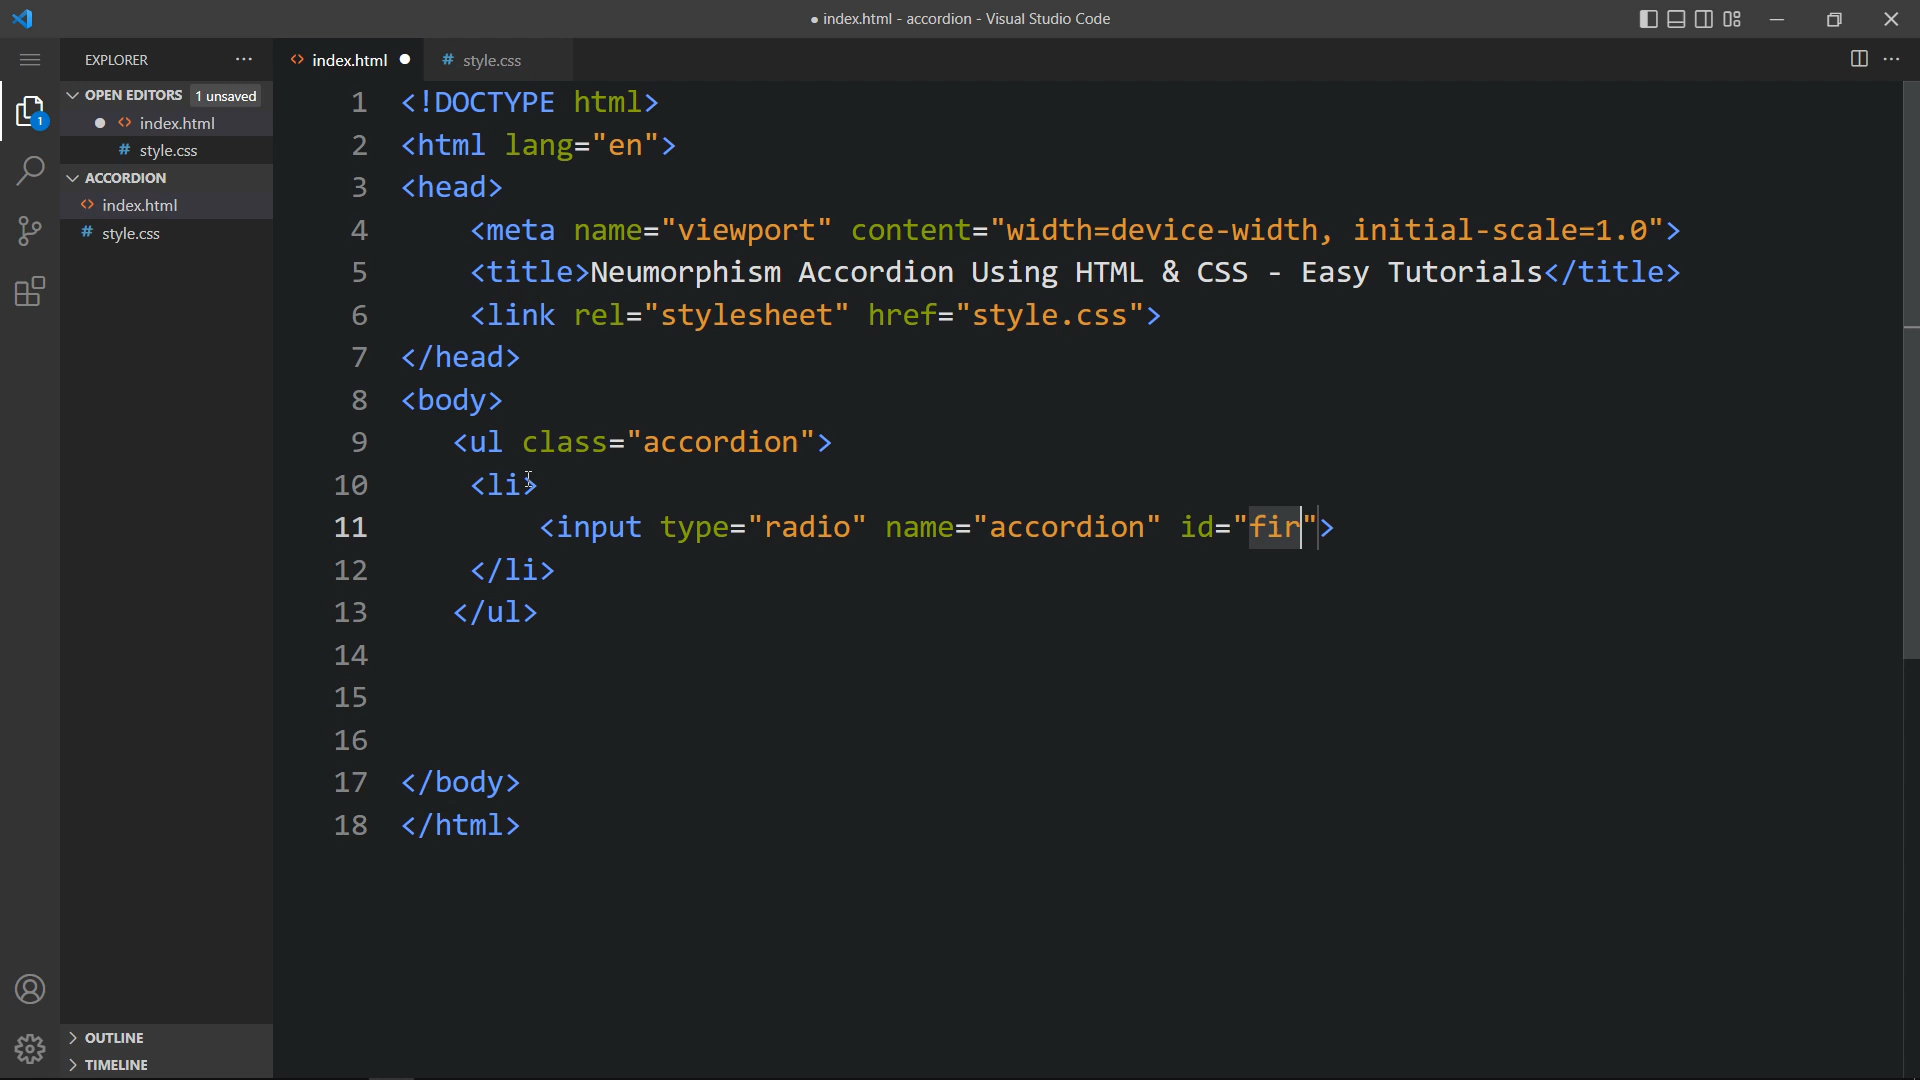 ● index.html - accordion - Visual Studio Code
EXPLORER
<> index.html ●
# style.css
OPEN EDITORS 1 unsaved
● <> index.html
# style.css
ACCORDION
<> index.html
# style.css
1
1 <!DOCTYPE html>
2 <html lang="en">
3 <head>
4 <meta name="viewport" content="width=device-width, initial-scale=1.0">
5 <title>Neumorphism Accordion Using HTML & CSS - Easy Tutorials</title>
6 <link rel="stylesheet" href="style.css">
7 </head>
8 <body>
9 <ul class="accordion">
10 <li>
11 <input type="radio" name="accordion" id="fir">
12 </li>
13 </ul>
14
15
16
17 </body>
18 </html>
OUTLINE
TIMELINE